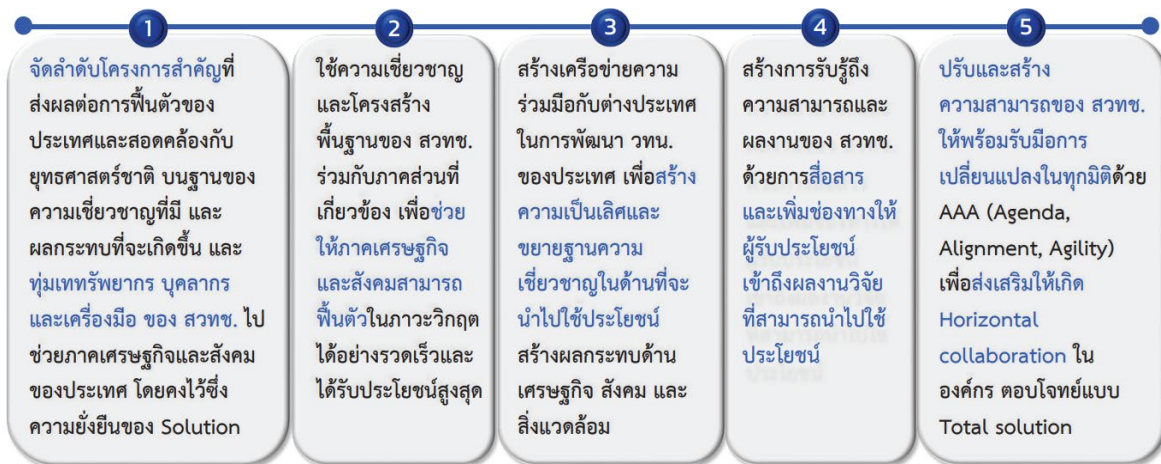 1
จัดลำดับโครงการสำคัญที่
ส่งผลต่อการฟื้นตัวของ
ประเทศและสอดคล้องกับ
ยุทธศาสตร์ชาติ บนฐานของ
ความเชี่ยวชาญที่มี และ
ผลกระทบที่จะเกิดขึ้น และ
ทุ่มเททรัพยากร บุคลากร
และเครื่องมือ ของ สวทช. ไป
ช่วยภาคเศรษฐกิจและสังคม
ของประเทศ โดยคงไว้ซึ่ง
ความยั่งยืนของ Solution
2
ใช้ความเชี่ยวชาญ
และโครงสร้าง
พื้นฐานของ สวทช.
ร่วมกับภาคส่วนที่
เกี่ยวข้อง เพื่อช่วย
ให้ภาคเศรษฐกิจ
และสังคมสามารถ
ฟื้นตัวในภาวะวิกฤต
ได้อย่างรวดเร็วและ
ได้รับประโยชน์สูงสุด
3
สร้างเครือข่ายความ
ร่วมมือกับต่างประเทศ
ในการพัฒนา วทน.
ของประเทศ เพื่อสร้าง
ความเป็นเลิศและ
ขยายฐานความ
เชี่ยวชาญในด้านที่จะ
นำไปใช้ประโยชน์
สร้างผลกระทบด้าน
เศรษฐกิจ สังคม และ
สิ่งแวดล้อม
4
สร้างการรับรู้ถึง
ความสามารถและ
ผลงานของ สวทช.
ด้วยการสื่อสาร
และเพิ่มช่องทางให้
ผู้รับประโยชน์
เข้าถึงผลงานวิจัย
ที่สามารถนำไปใช้
ประโยชน์
5
ปรับและสร้าง
ความสามารถของ สวทช.
ให้พร้อมรับมือการ
เปลี่ยนแปลงในทุกมิติด้วย
AAA (Agenda,
Alignment, Agility)
เพื่อส่งเสริมให้เกิด
Horizontal
collaboration ใน
องค์กร ตอบโจทย์แบบ
Total solution